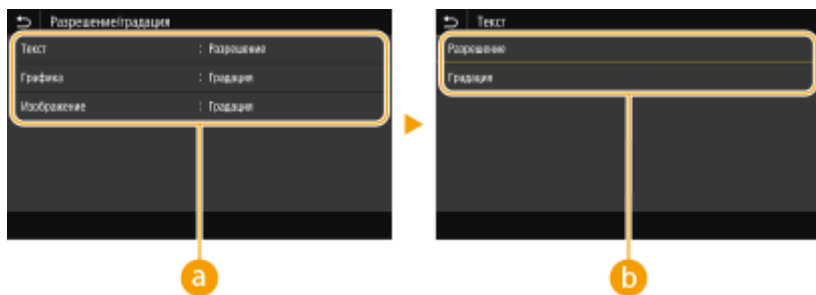 Разрешение/градация
Текст : Разрешение
Графика : Градация
Изображение : Градация
a
Текст
Разрешение
Градация
b